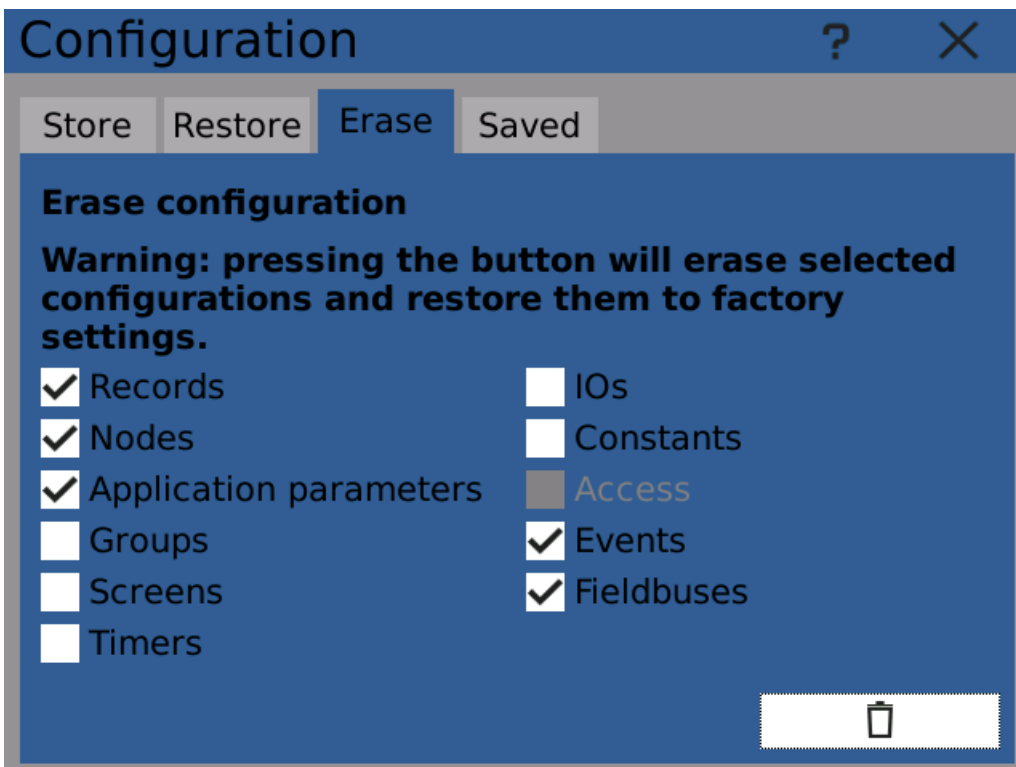 Configuration ?
Store Restore Erase Saved
Erase configuration
Warning: pressing the button will erase selected
configurations and restore them to factory
settings.
Records
Nodes
Application parameters
Groups
Screens
Timers
IOs
Constants
Access
Events
Fieldbuses